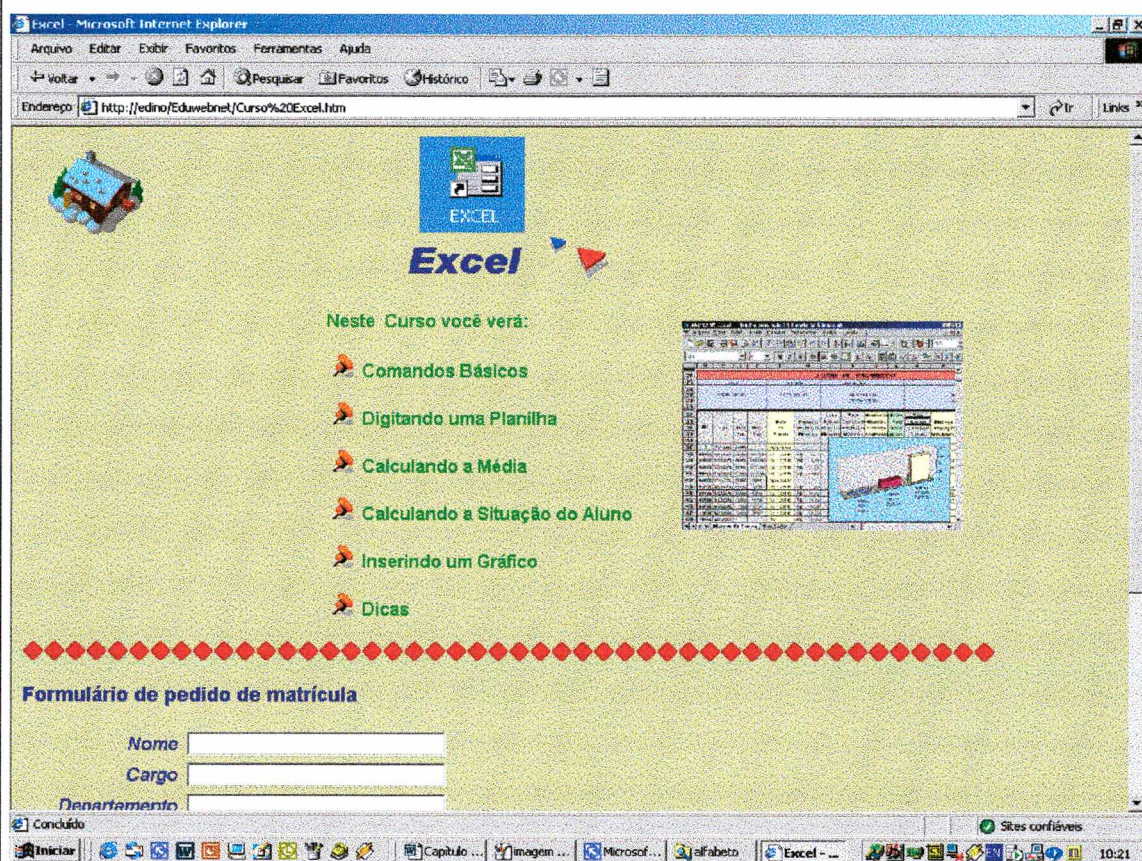 Excel - Microsoft Internet Explorer
Arquivo Editar Exibir Favoritos Ferramentas Ajuda
Voltar Pesquisar Favoritos Histórico
Endereço http://edino/Eduwebnet/Curso%20Excel.htm Ir Links »
EXCEL
Excel
Neste Curso você verá:
Comandos Básicos
Digitando uma Planilha
Calculando a Média
Calculando a Situação do Aluno
Inserindo um Gráfico
Dicas
Formulário de pedido de matrícula
Nome
Cargo
Departamento
Concluído Sites confiáveis
Iniciar Capítulo ... imagem ... Microsof... alfabeto Excel - ... 10:21